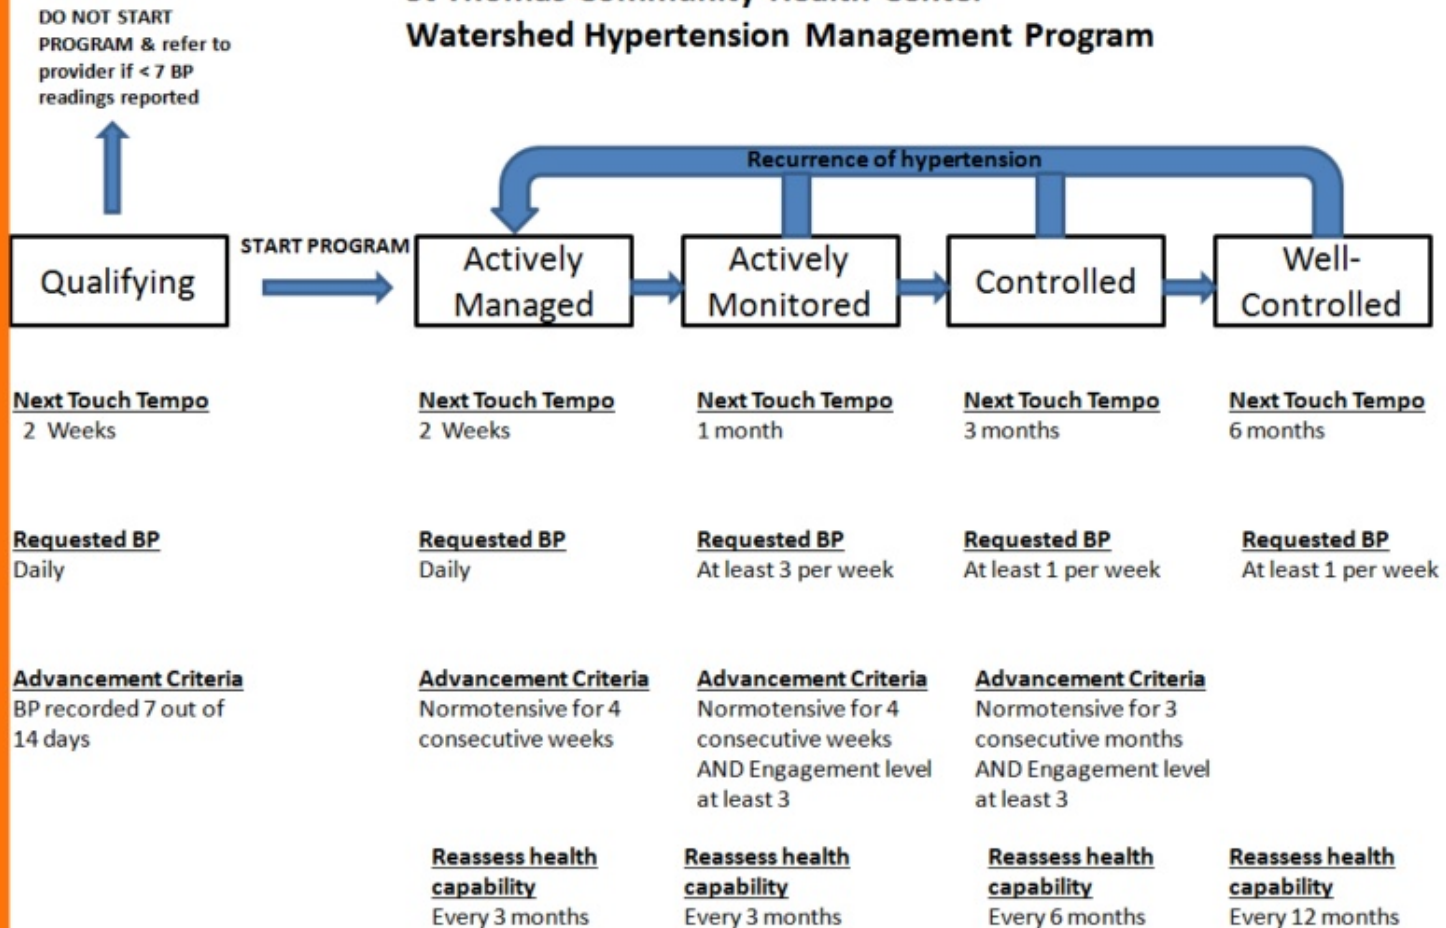 St Thomas Community Health Center
Watershed Hypertension Management Program
DO NOT START
PROGRAM & refer to
provider if < 7 BP
readings reported
Recurrence of hypertension
Qualifying
START PROGRAM
Actively
Managed
Actively
Monitored
Controlled
Well-
Controlled
Next Touch Tempo
2 Weeks
Next Touch Tempo
2 Weeks
Next Touch Tempo
1 month
Next Touch Tempo
3 months
Next Touch Tempo
6 months
Requested BP
Daily
Requested BP
Daily
Requested BP
At least 3 per week
Requested BP
At least 1 per week
Requested BP
At least 1 per week
Advancement Criteria
BP recorded 7 out of
14 days
Advancement Criteria
Normotensive for 4
consecutive weeks
Advancement Criteria
Normotensive for 4
consecutive weeks
AND Engagement level
at least 3
Advancement Criteria
Normotensive for 3
consecutive months
AND Engagement level
at least 3
Reassess health
capability
Every 3 months
Reassess health
capability
Every 3 months
Reassess health
capability
Every 6 months
Reassess health
capability
Every 12 months